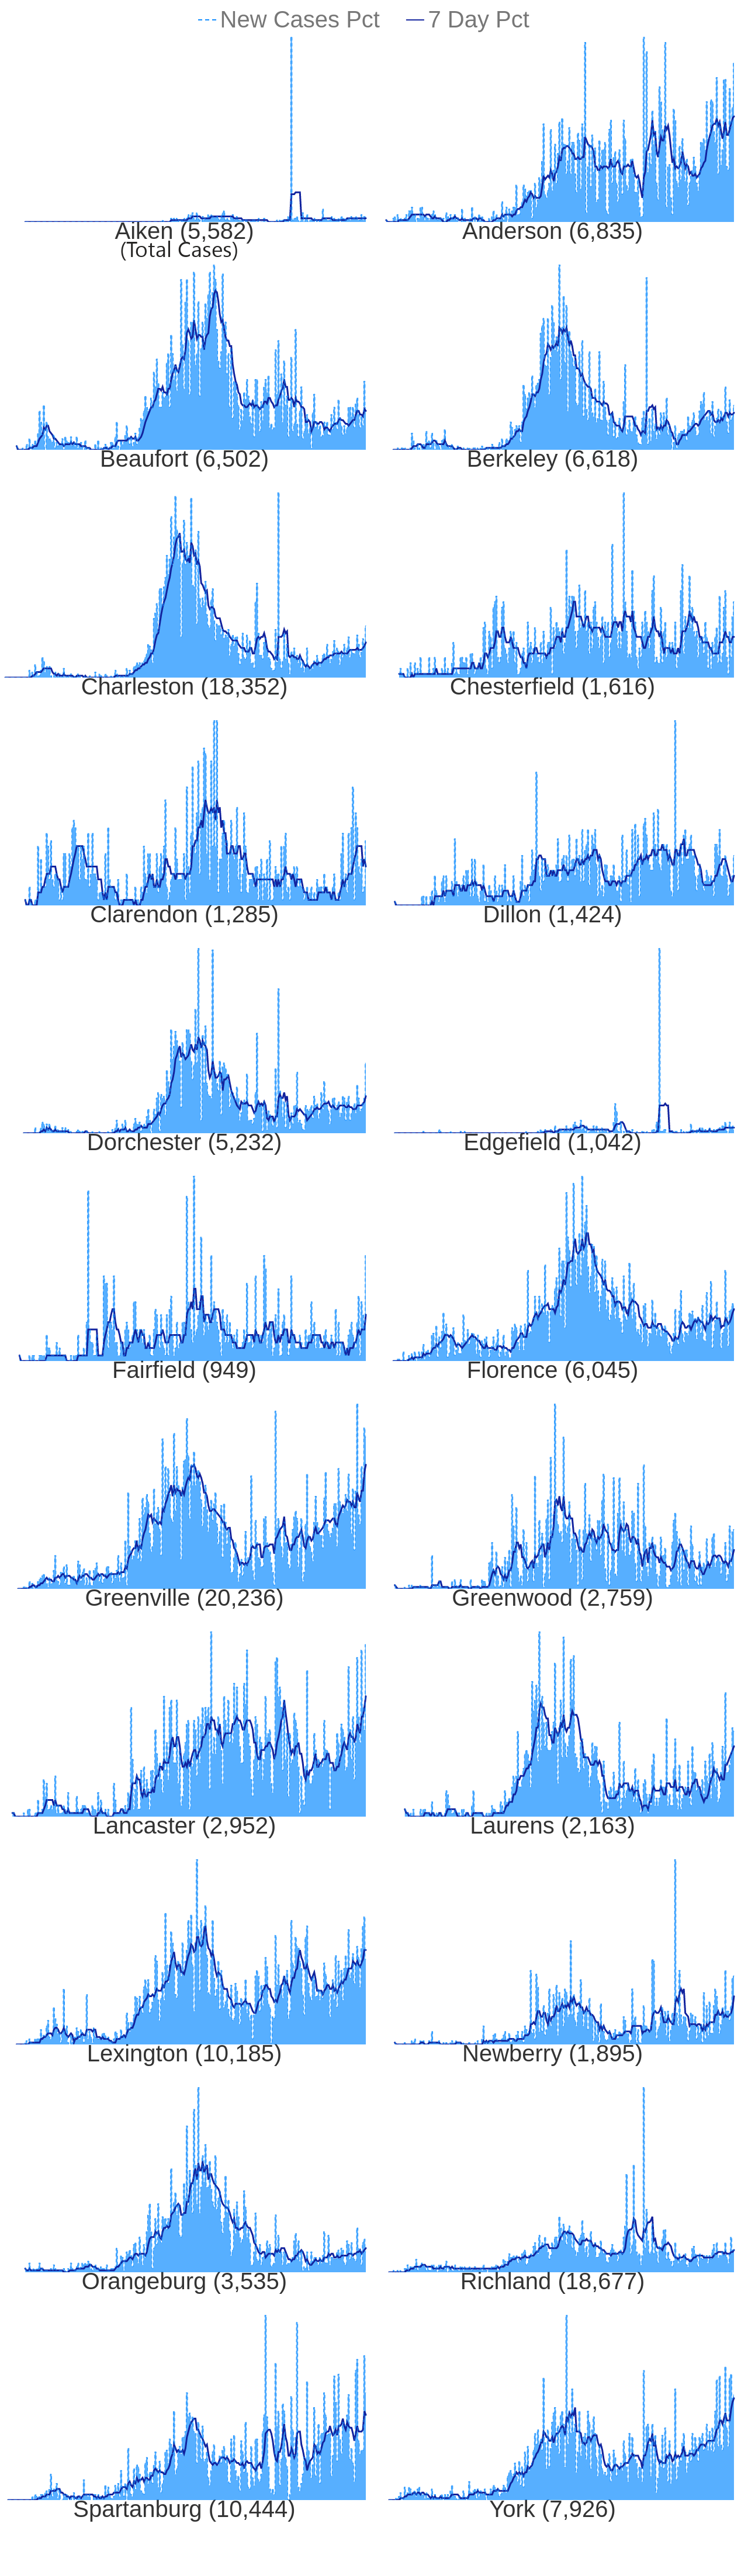 New Cases Pct 7 Day Pct
Aiken (5,582) Anderson (6,835)
(Total Cases)
Beaufort (6,502) Berkeley (6,618)
Charleston (18,352) Chesterfield (1,616)
Clarendon (1,285) Dillon (1,424)
Dorchester (5,232) Edgefield (1,042)
Fairfield (949) Florence (6,045)
Greenville (20,236) Greenwood (2,759)
Lancaster (2,952) Laurens (2,163)
Lexington (10,185) Newberry (1,895)
Orangeburg (3,535) Richland (18,677)
Spartanburg (10,444) York (7,926)